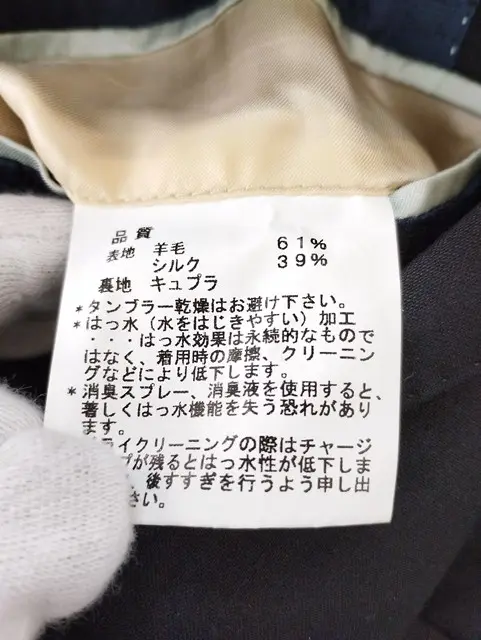 品質
表地 羊毛 61%
シルク 39%
裏地 キュプラ
*タンブラー乾燥はお避け下さい。
*はっ水(水をはじきやすい)加工
・・・はっ水効果は永続的なもので
はなく、着用時の摩擦、クリーニン
グなどにより低下します。
*消臭スプレー、消臭液を使用すると、
著しくはっ水機能を失う恐れがあり
ます。
ライクリーニングの際はチャージ
プが残るとはっ水性が低下しま
後すすぎを行うよう申し出
さい。